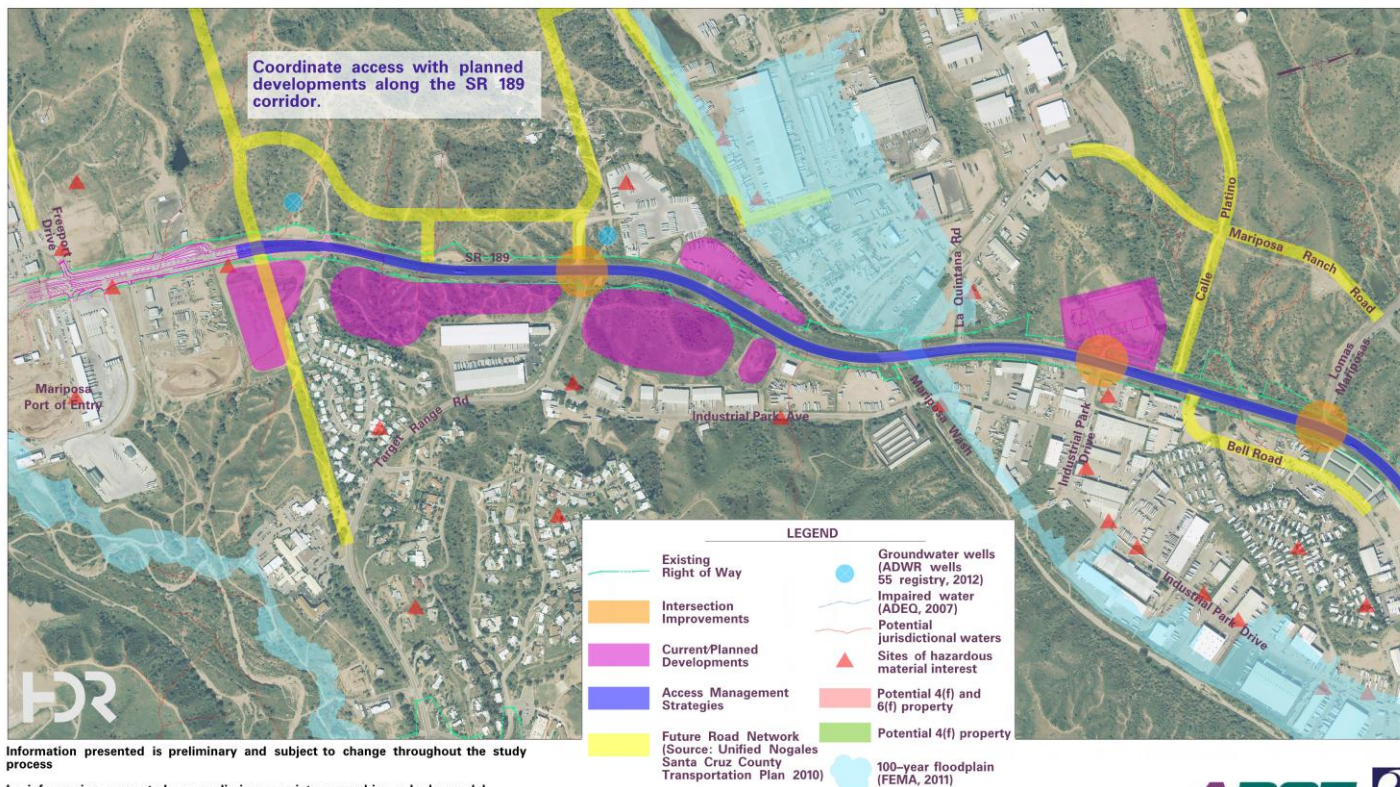 Coordinate access with planned
developments along the SR 189
corridor.
Freeport
Drive
SR 189
Mariposa
Port of Entry
Target Range Rd
Industrial Park Ave
Mariposa Wash
La Quintana Rd
Calle
Platino
Mariposa Ranch Road
Lomas
Mariposas
Industrial Park
Drive
Bell Road
Industrial Park Drive
HDR
LEGEND
Existing
Right of Way
Intersection
Improvements
Current/Planned
Developments
Access Management
Strategies
Future Road Network
(Source: Unified Nogales
Santa Cruz County
Transportation Plan 2010)
Groundwater wells
(ADWR wells
55 registry, 2012)
Impaired water
(ADEQ, 2007)
Potential
jurisdictional waters
Sites of hazardous
material interest
Potential 4(f) and
6(f) property
Potential 4(f) property
100-year floodplain
(FEMA, 2011)
Information presented is preliminary and subject to change throughout the study
process